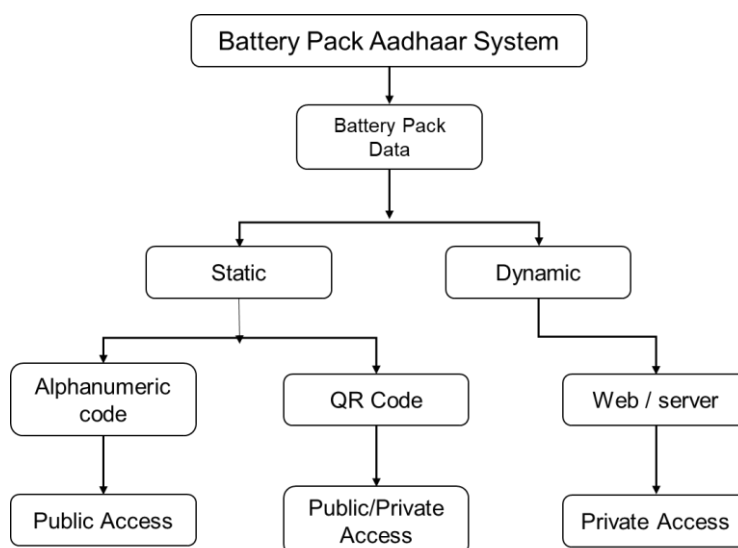 Battery Pack Aadhaar System
Battery Pack
Data
Static
Dynamic
Alphanumeric
code
QR Code
Web / server
Public Access
Public/Private
Access
Private Access